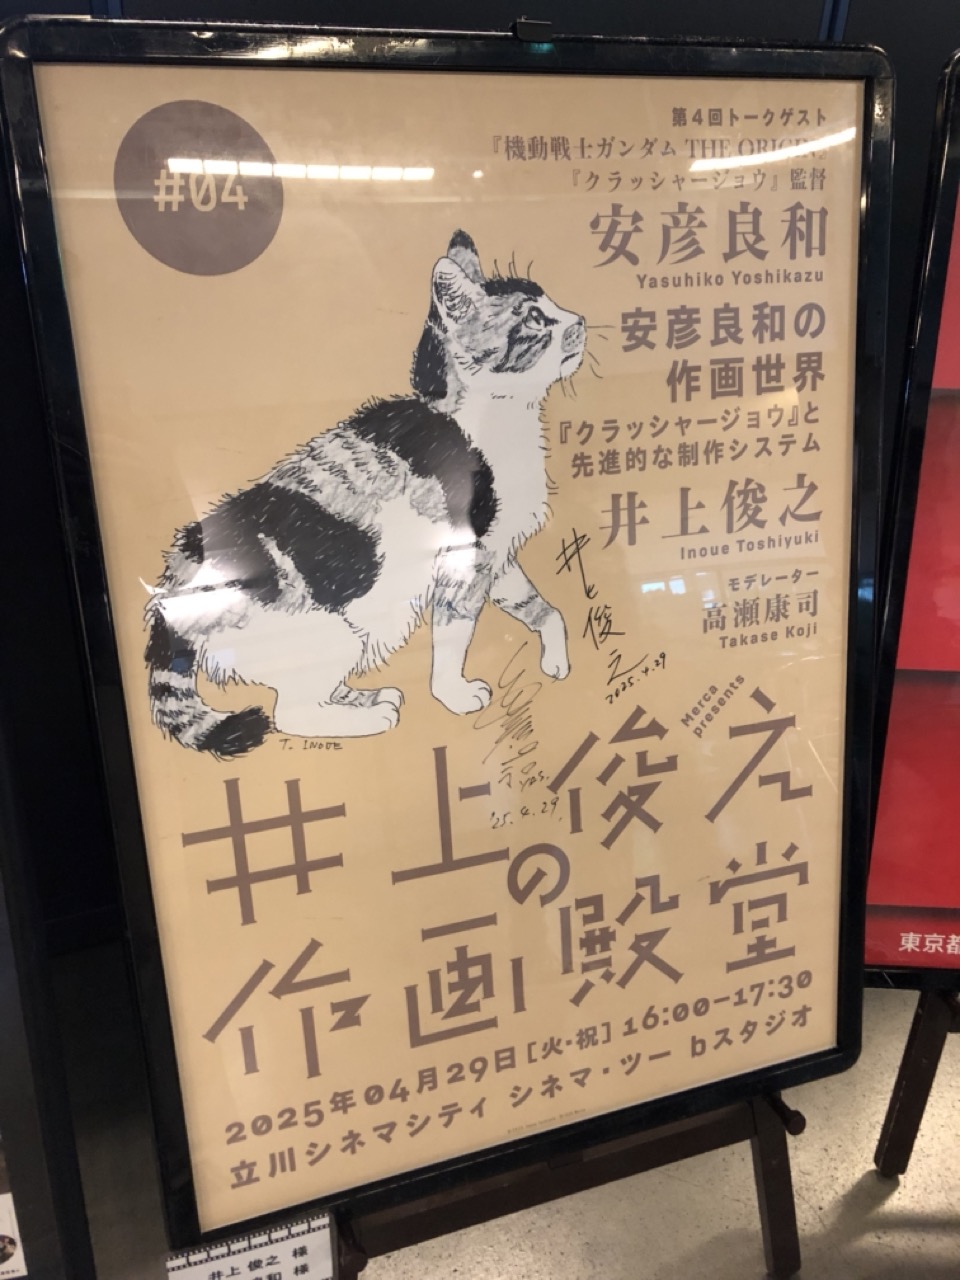 #04
第4回トークゲスト
『機動戦士ガンダム THE ORIGIN』
『クラッシャージョウ』監督
安彦良和
Yasuhiko Yoshikazu
安彦良和の
作画世界
『クラッシャージョウ』と
先進的な制作システム
井上俊之
Inoue Toshiyuki
モデレーター
高瀬康司
Takase Koji
井上俊之
2025.4.29
T. INOUE
'25.4.29.
Merca
presents
井上俊之
の
作画殿堂
2025年04月29日[火・祝] 16:00–17:30
立川シネマシティ シネマ・ツー bスタジオ
東京都
井上 俊之 様
良和 様